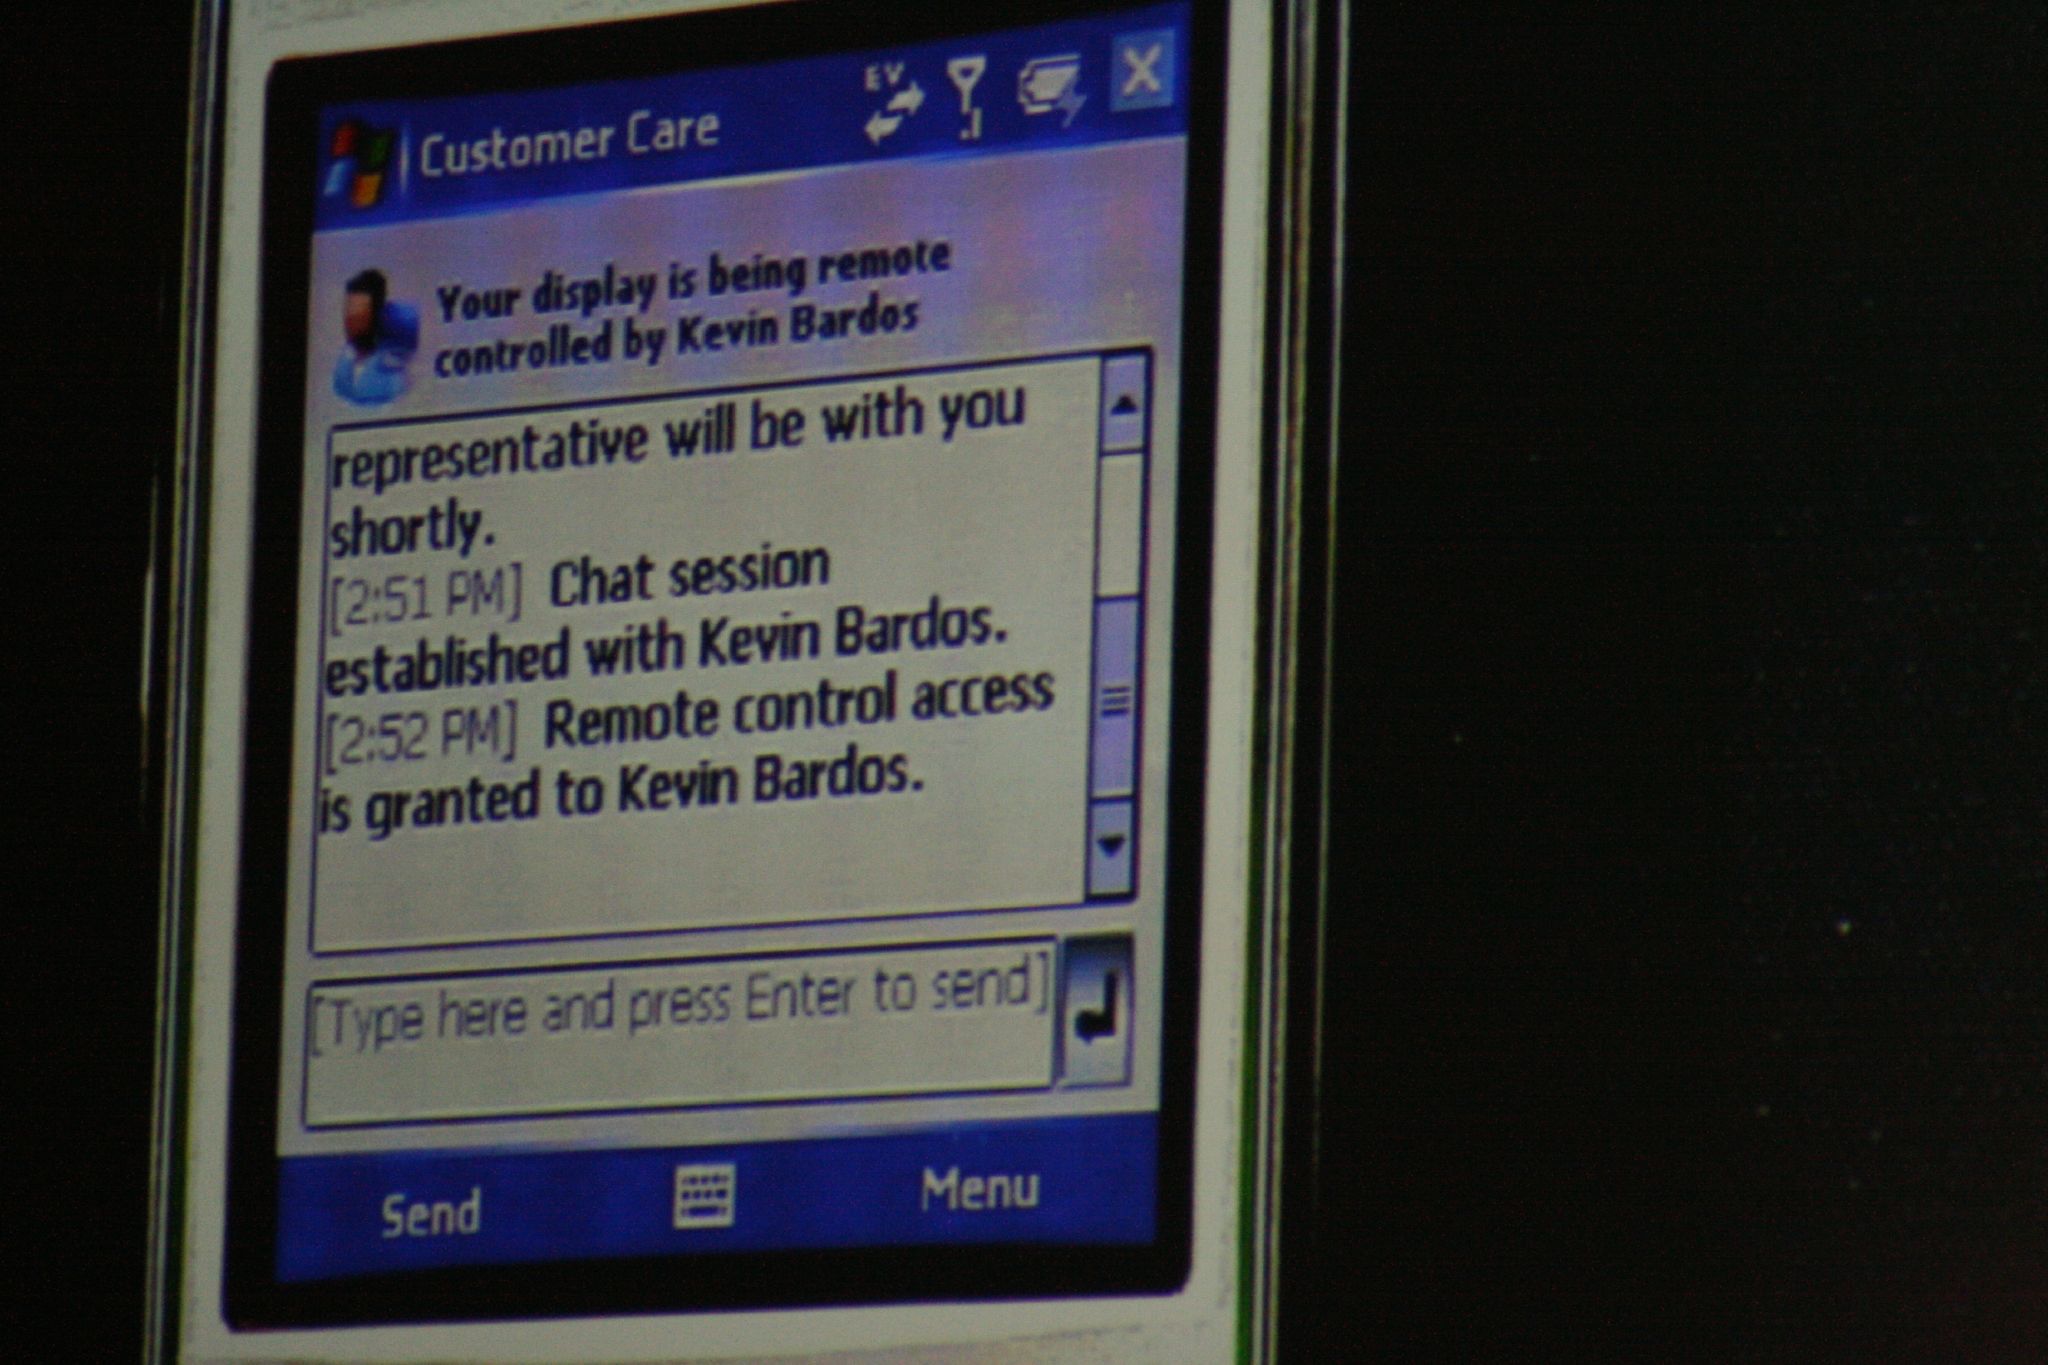 Customer Care
EV
Your display is being remote
controlled by Kevin Bardos
representative will be with you
shortly.
[2:51 PM] Chat session
established with Kevin Bardos.
[2:52 PM] Remote control access
is granted to Kevin Bardos.
[Type here and press Enter to send]
Send
Menu